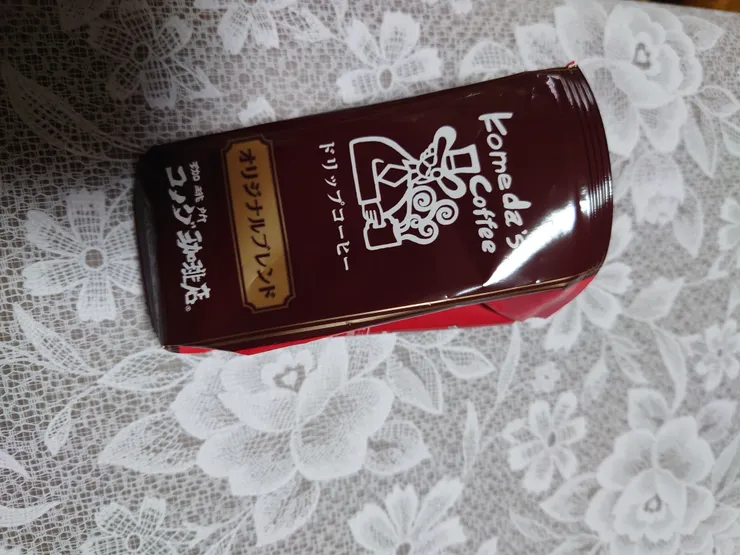 Komeda's
Coffee
ドリップコーヒー
オリジナルブレンド
珈琲所
コメダ珈琲店®